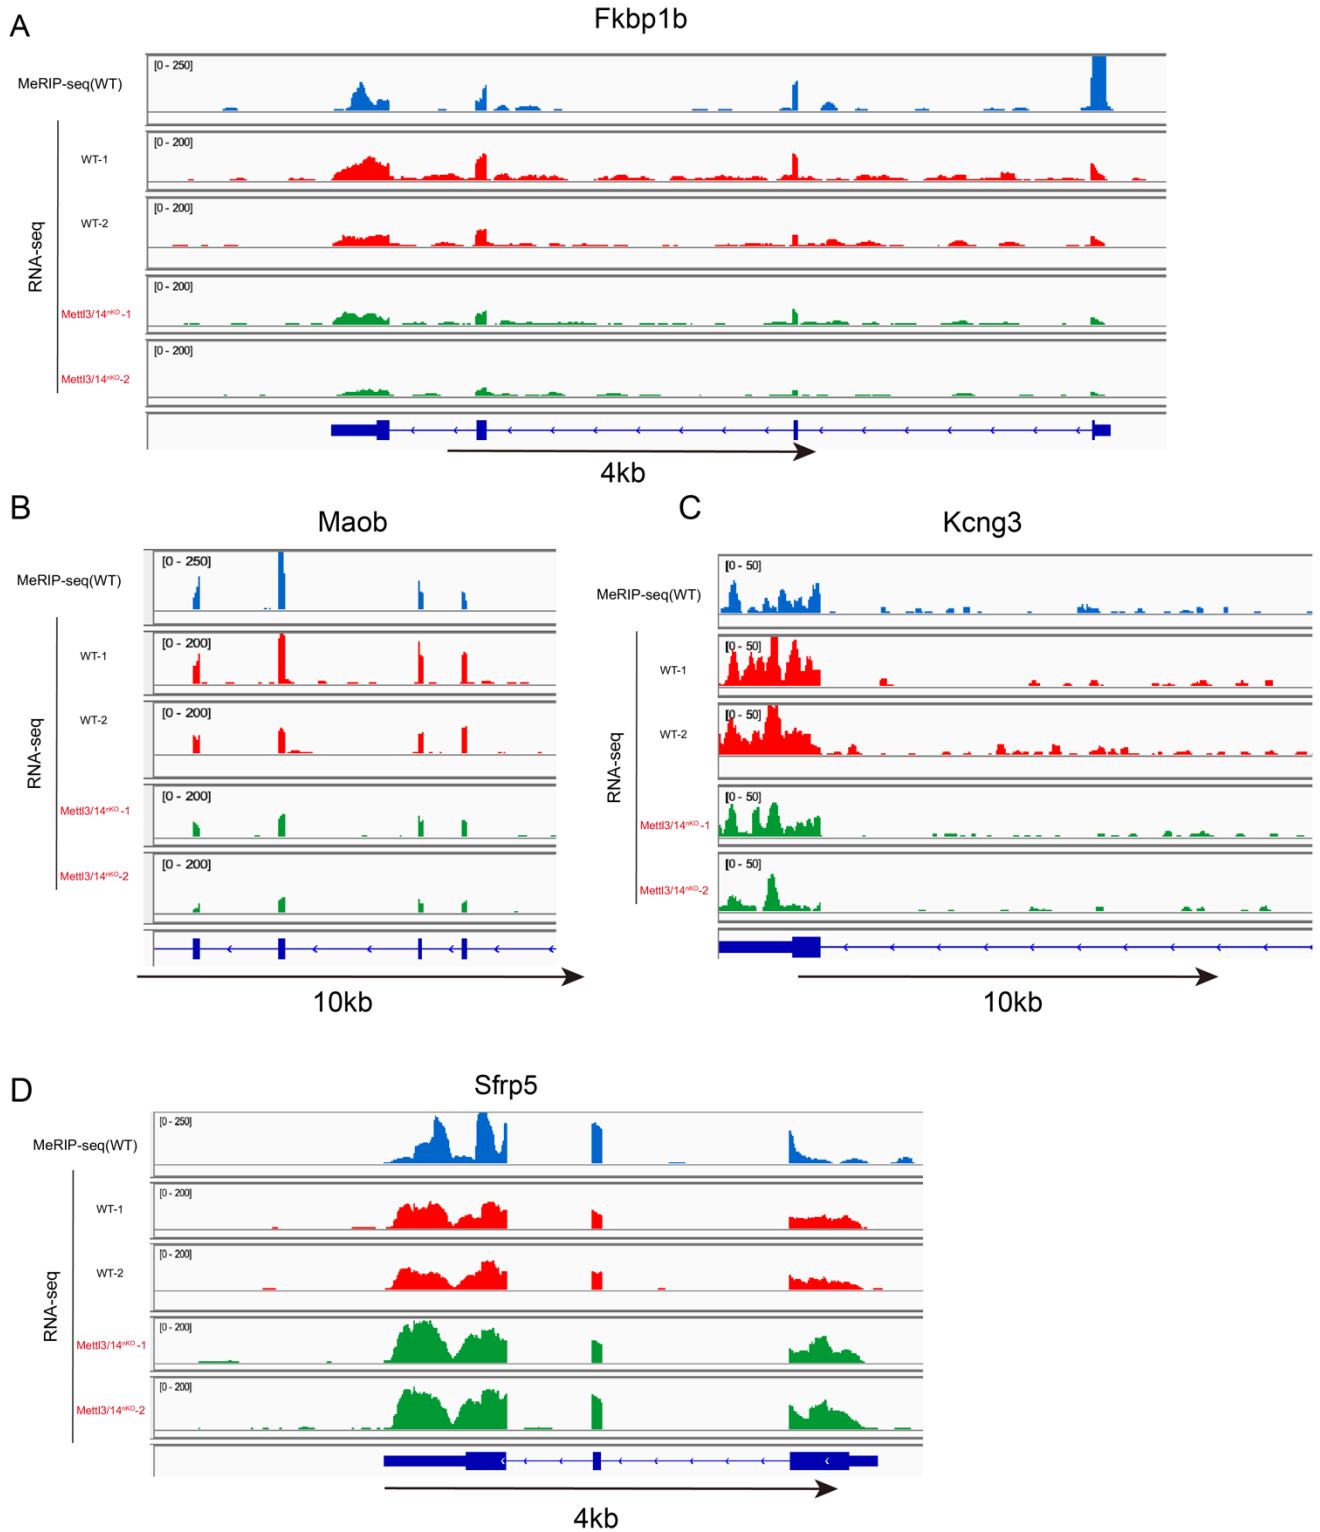 A
Fkbp1b
MeRIP-seq(WT)
[0 - 250]
WT-1
[0 - 200]
WT-2
[0 - 200]
RNA-seq
Mettl3/14nKO-1
[0 - 200]
Mettl3/14nKO-2
[0 - 200]
4kb
B
Maob
MeRIP-seq(WT)
[0 - 250]
WT-1
[0 - 200]
WT-2
[0 - 200]
RNA-seq
Mettl3/14nKO-1
[0 - 200]
Mettl3/14nKO-2
[0 - 200]
10kb
C
Kcng3
MeRIP-seq(WT)
[0 - 50]
WT-1
[0 - 50]
WT-2
[0 - 50]
RNA-seq
Mettl3/14nKO-1
[0 - 50]
Mettl3/14nKO-2
[0 - 50]
10kb
D
Sfrp5
MeRIP-seq(WT)
[0 - 250]
WT-1
[0 - 200]
WT-2
[0 - 200]
RNA-seq
Mettl3/14nKO-1
[0 - 200]
Mettl3/14nKO-2
[0 - 200]
4kb